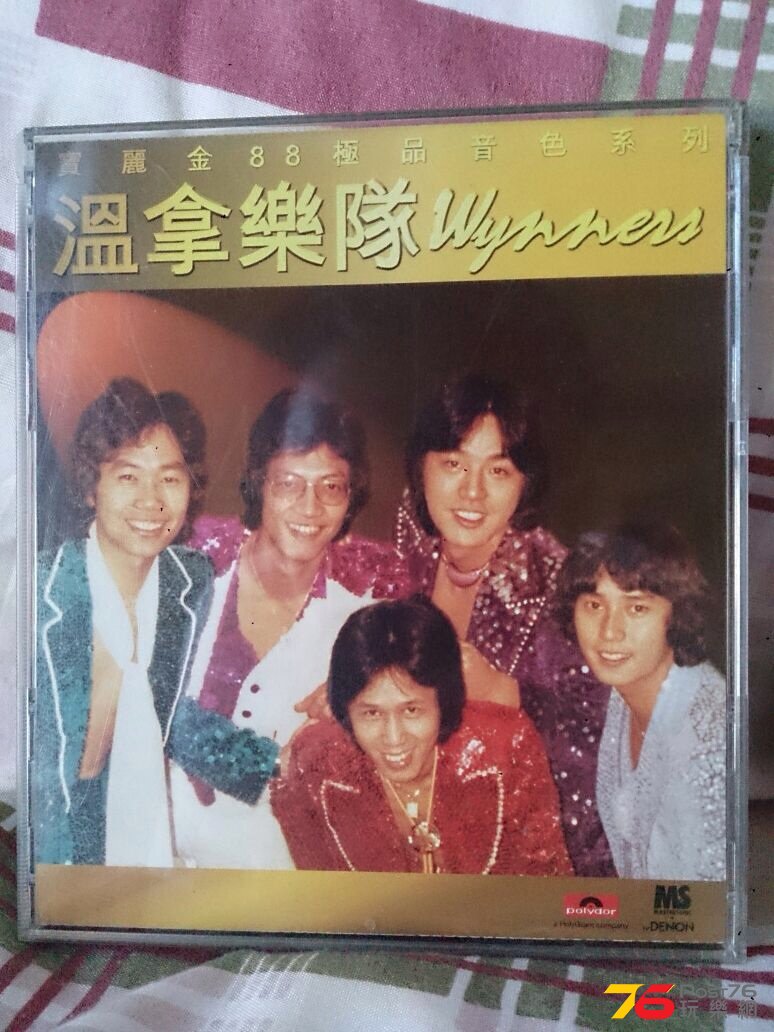 寶麗金88極品音色系列
溫拿樂隊 Wynners
polydor
a PolyGram company
MS
MASTERSONIC
by DENON
76 Post76
玩樂網